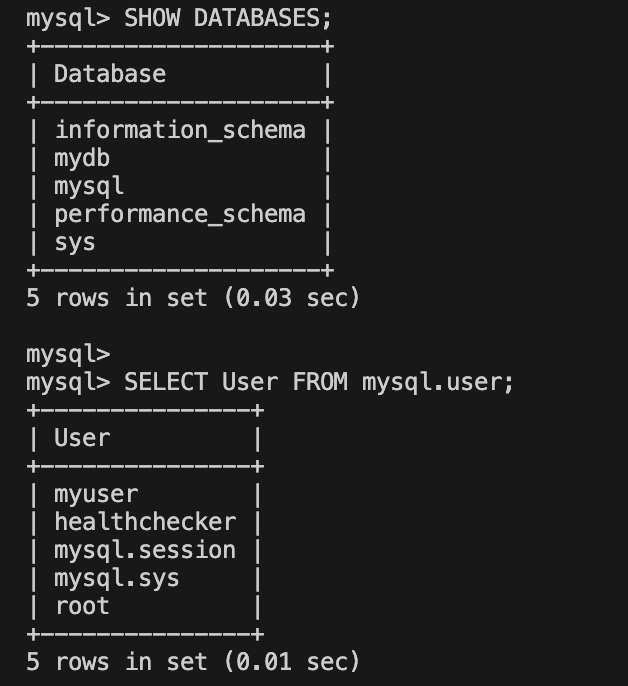 mysql> SHOW DATABASES;
+--------------------+
| Database           |
+--------------------+
| information_schema |
| mydb               |
| mysql              |
| performance_schema |
| sys                |
+--------------------+
5 rows in set (0.03 sec)

mysql>
mysql> SELECT User FROM mysql.user;
+---------------+
| User          |
+---------------+
| myuser        |
| healthchecker |
| mysql.session |
| mysql.sys     |
| root          |
+---------------+
5 rows in set (0.01 sec)